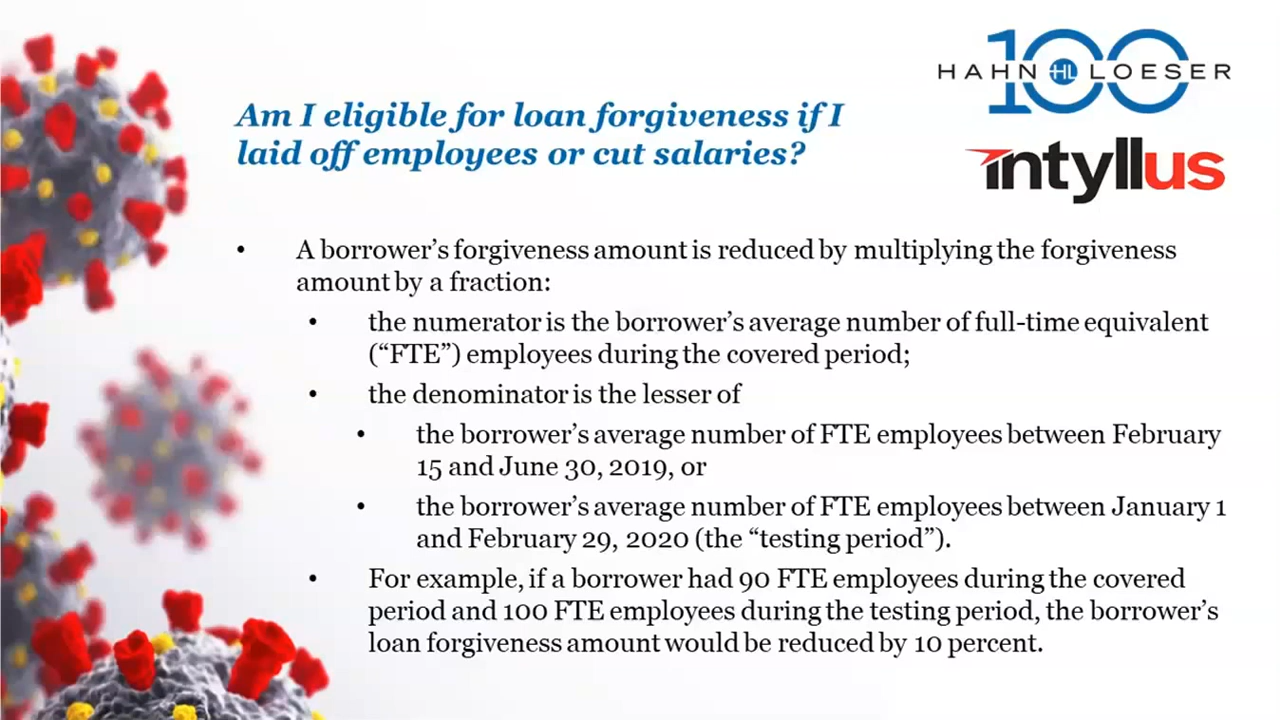 100
HAHN HL LOESER
intyllus
Am I eligible for loan forgiveness if I
laid off employees or cut salaries?
• A borrower’s forgiveness amount is reduced by multiplying the forgiveness
amount by a fraction:
• the numerator is the borrower’s average number of full-time equivalent
(“FTE”) employees during the covered period;
• the denominator is the lesser of
• the borrower’s average number of FTE employees between February
15 and June 30, 2019, or
• the borrower’s average number of FTE employees between January 1
and February 29, 2020 (the “testing period”).
• For example, if a borrower had 90 FTE employees during the covered
period and 100 FTE employees during the testing period, the borrower’s
loan forgiveness amount would be reduced by 10 percent.